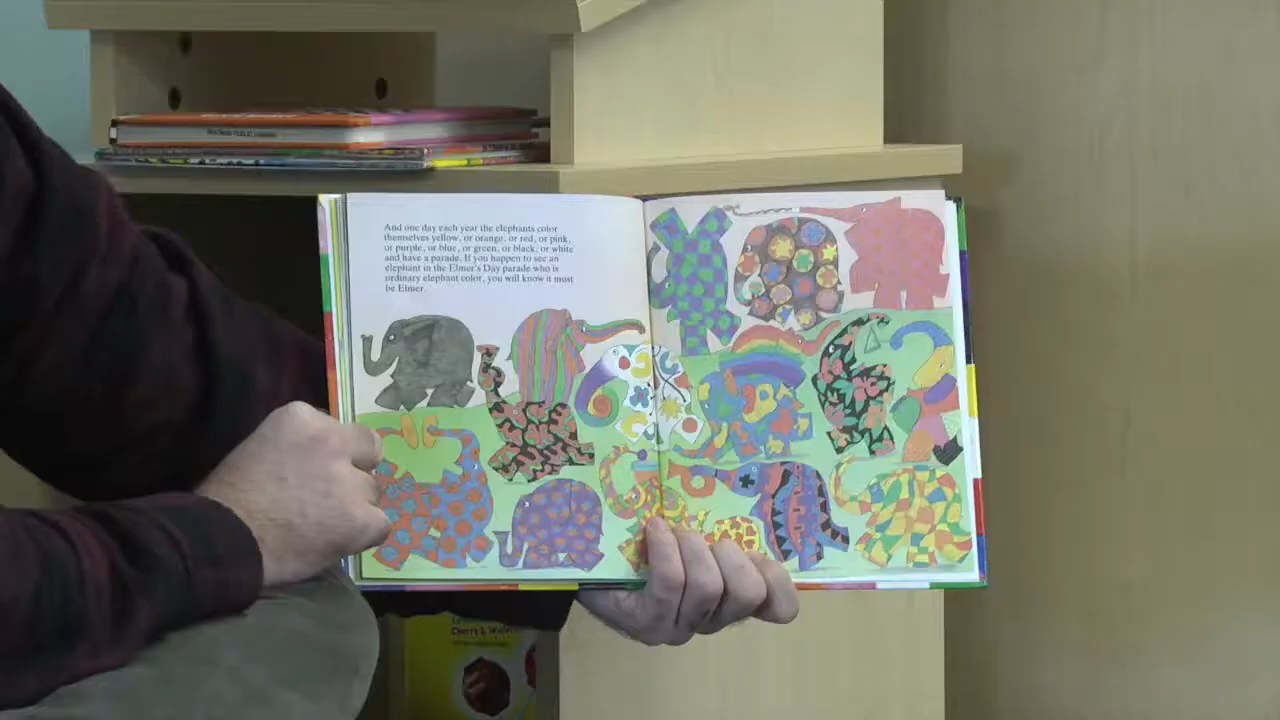 And one day each year the elephants color
themselves yellow, or orange, or red, or pink,
or purple, or blue, or green, or black, or white
and have a parade. If you happen to see an
elephant in the Elmer's Day parade who is
ordinary elephant color, you will know it must
be Elmer.